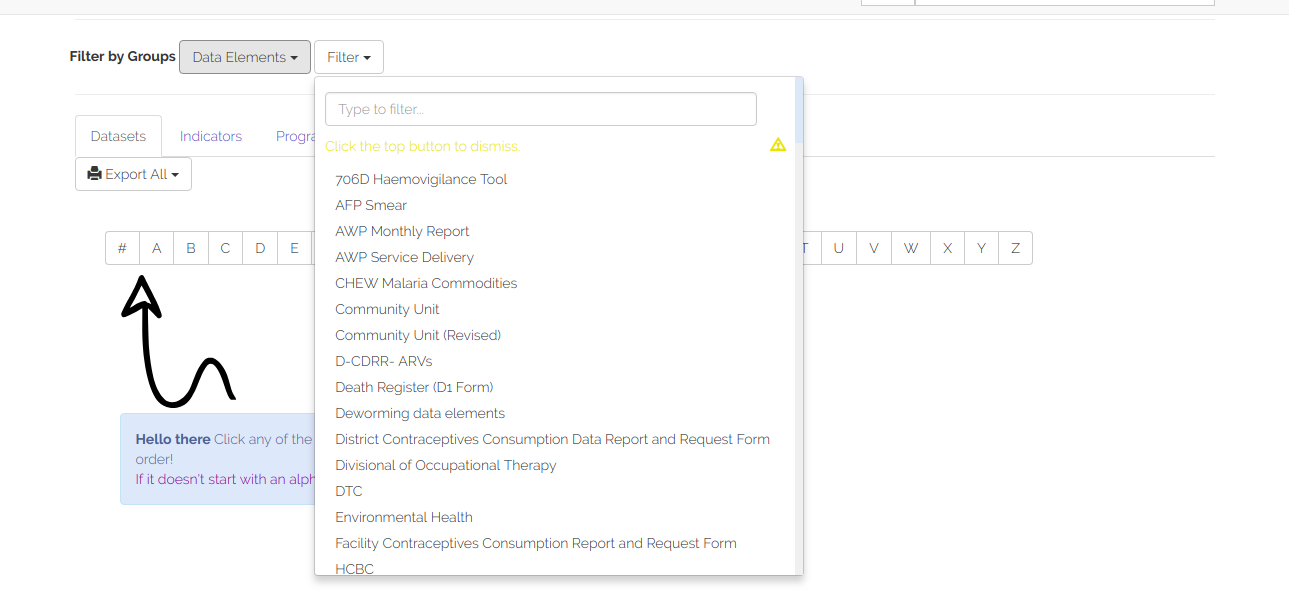 Filter by Groups Data Elements Filter
Type to filter...
Click the top button to dismiss.
Datasets Indicators Progra
Export All
706D Haemovigilance Tool
AFP Smear
AWP Monthly Report
# A B C D E T U V W X Y Z
AWP Service Delivery
CHEW Malaria Commodities
Community Unit
Community Unit (Revised)
D-CDRR- ARVs
Death Register (D1 Form)
Deworming data elements
District Contraceptives Consumption Data Report and Request Form
Divisional of Occupational Therapy
DTC
Environmental Health
Facility Contraceptives Consumption Report and Request Form
HCBC
Hello there Click any of the
order!
If it doesn't start with an alph